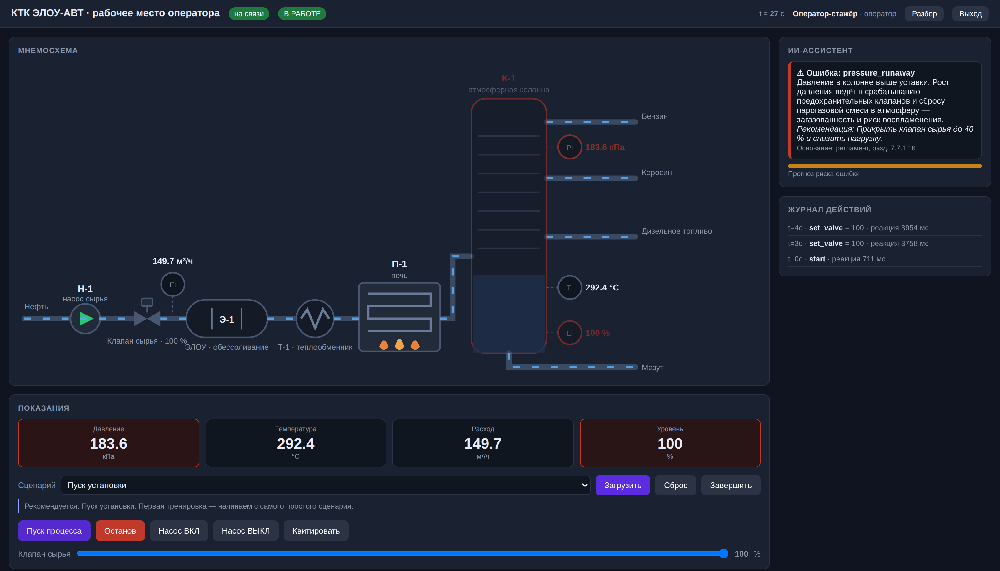 КТК ЭЛОУ-АВТ · рабочее место оператора
на связи
В РАБОТЕ
t = 27 с
Оператор-стажёр · оператор
Разбор
Выход
МНЕМОСХЕМА
К-1
атмосферная колонна
Бензин
PI
183.6 кПа
Керосин
Дизельное топливо
149.7 м³/ч
FI
П-1
печь
Н-1
насос сырья
Нефть
TI
292.4 °C
Э-1
LI
100 %
Клапан сырья · 100 %
ЭЛОУ · обессоливание
Т-1 · теплообменник
Мазут
ИИ-АССИСТЕНТ
⚠ Ошибка: pressure_runaway
Давление в колонне выше уставки. Рост
давления ведёт к срабатыванию
предохранительных клапанов и сбросу
парогазовой смеси в атмосферу —
загазованность и риск воспламенения.
Рекомендация: Прикрыть клапан сырья до 40
% и снизить нагрузку.
Основание: регламент, разд. 7.7.1.16
Прогноз риска ошибки
ЖУРНАЛ ДЕЙСТВИЙ
t=4с · set_valve = 100 · реакция 3954 мс
t=3с · set_valve = 100 · реакция 3758 мс
t=0с · start · реакция 711 мс
ПОКАЗАНИЯ
Давление
183.6
кПа
Температура
292.4
°C
Расход
149.7
м³/ч
Уровень
100
%
Сценарий
Пуск установки
Загрузить
Сброс
Завершить
Рекомендуется: Пуск установки. Первая тренировка — начинаем с самого простого сценария.
Пуск процесса
Останов
Насос ВКЛ
Насос ВЫКЛ
Квитировать
Клапан сырья
100 %